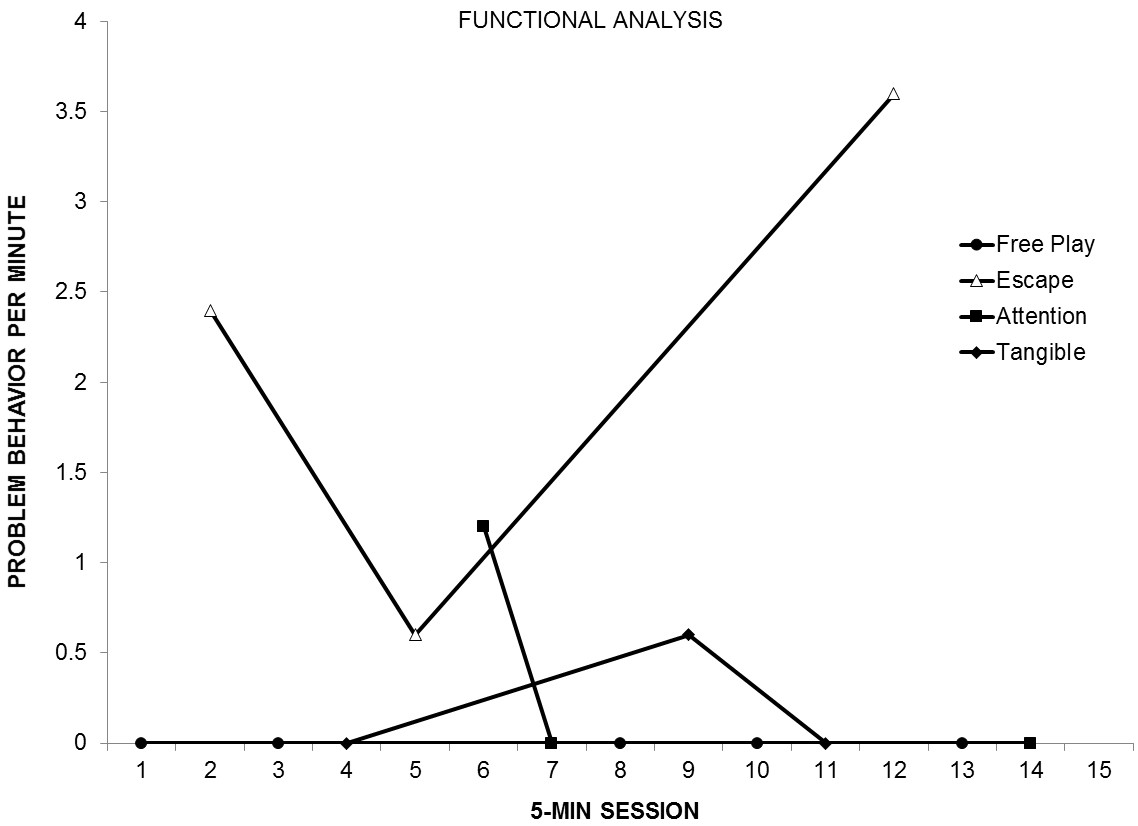 FUNCTIONAL ANALYSIS
4
3.5
3
2.5
2
1.5
1
0.5
0
PROBLEM BEHAVIOR PER MINUTE
Free Play
Escape
Attention
Tangible
1 2 3 4 5 6 7 8 9 10 11 12 13 14 15
5-MIN SESSION